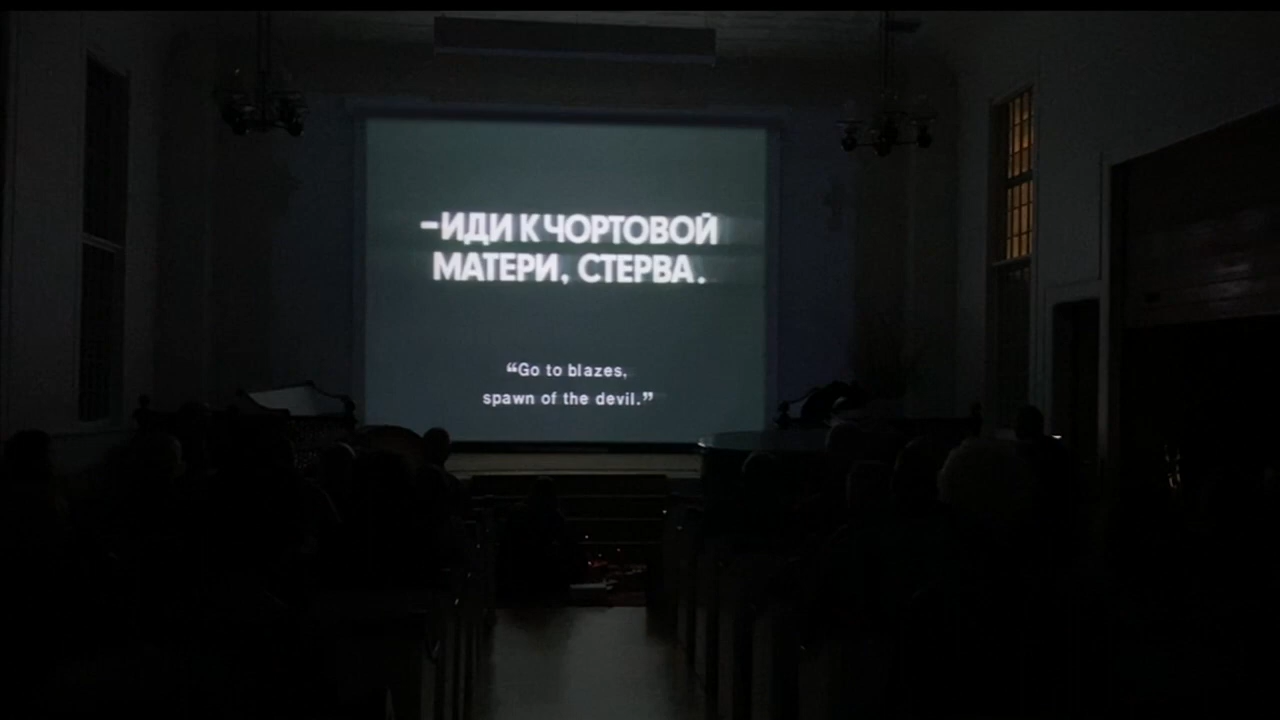 –ИДИ К ЧОРТОВОЙ
МАТЕРИ, СТЕРВА.
“Go to blazes,
spawn of the devil.”